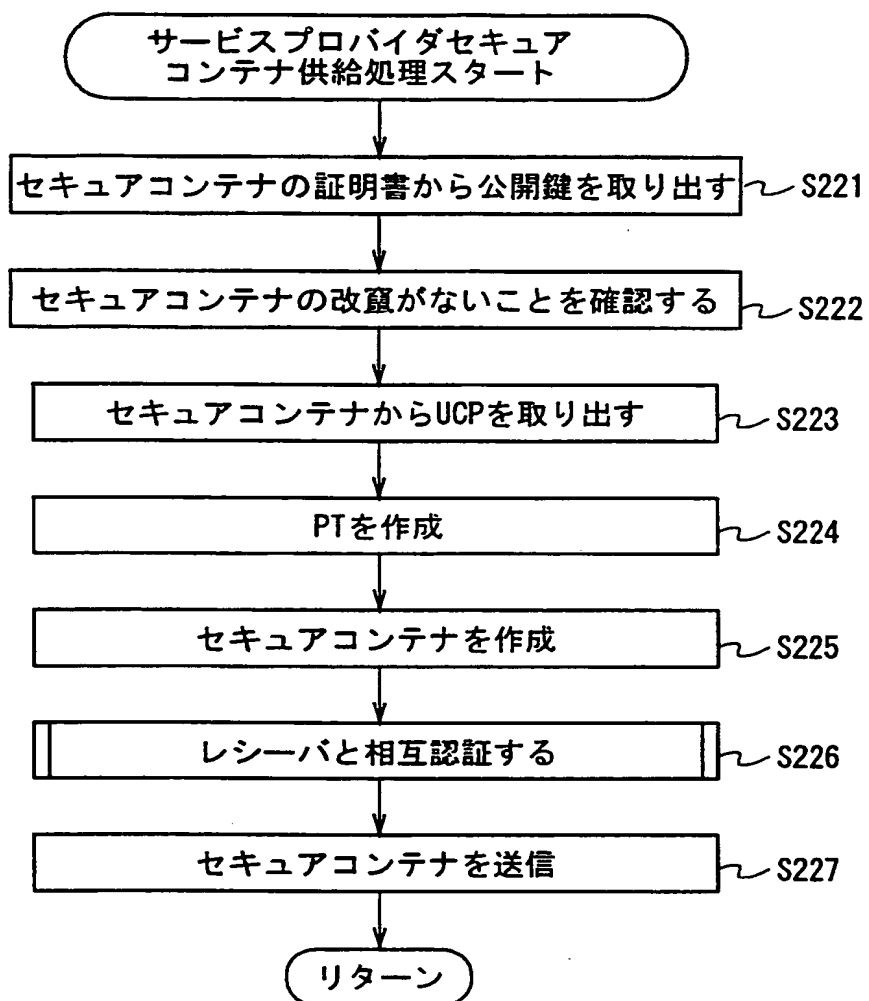 サービスプロバイダセキュア
コンテナ供給処理スタート
セキュアコンテナの証明書から公開鍵を取り出す
S221
セキュアコンテナの改竄がないことを確認する
S222
セキュアコンテナからUCPを取り出す
S223
PTを作成
S224
セキュアコンテナを作成
S225
レシーバと相互認証する
S226
セキュアコンテナを送信
S227
リターン